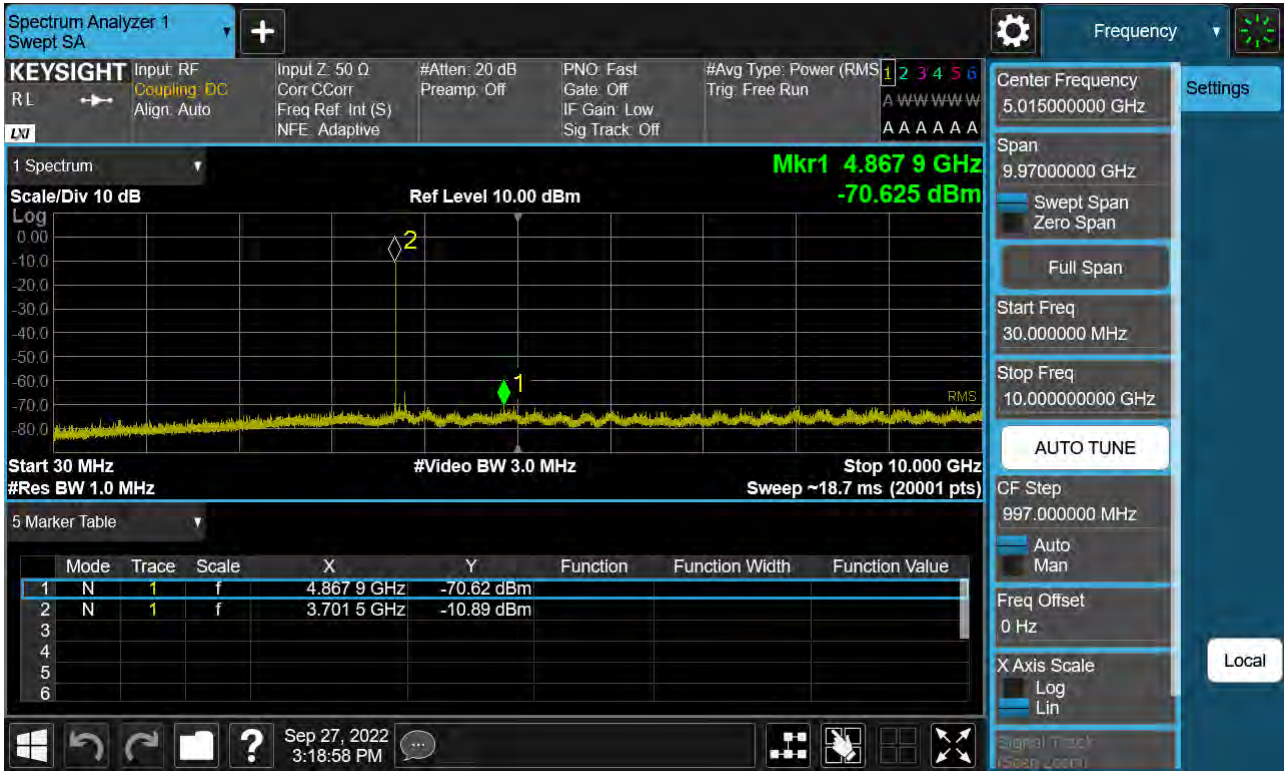 Spectrum Analyzer 1
Swept SA
+
Frequency
KEYSIGHT
RL
LXI
Input: RF
Coupling: DC
Align: Auto
Input Z: 50 Ω
Corr CCorr
Freq Ref: Int (S)
NFE: Adaptive
#Atten: 20 dB
Preamp: Off
PNO: Fast
Gate: Off
IF Gain: Low
Sig Track: Off
#Avg Type: Power (RMS
Trig: Free Run
1 2 3 4 5 6
A W W W W W
A A A A A A
1 Spectrum
Mkr1 4.867 9 GHz
Scale/Div 10 dB
Ref Level 10.00 dBm
-70.625 dBm
Log
0.00
-10.0
-20.0
-30.0
-40.0
-50.0
-60.0
-70.0
-80.0
2
1
RMS
Start 30 MHz
#Video BW 3.0 MHz
Stop 10.000 GHz
#Res BW 1.0 MHz
Sweep ~18.7 ms (20001 pts)
5 Marker Table
Mode Trace Scale X Y Function Function Width Function Value
1 N 1 f 4.867 9 GHz -70.62 dBm
2 N 1 f 3.701 5 GHz -10.89 dBm
3
4
5
6
?
Sep 27, 2022
3:18:58 PM
Center Frequency
5.015000000 GHz
Settings
Span
9.97000000 GHz
Swept Span
Zero Span
Full Span
Start Freq
30.000000 MHz
Stop Freq
10.000000000 GHz
AUTO TUNE
CF Step
997.000000 MHz
Auto
Man
Freq Offset
0 Hz
X Axis Scale
Log
Lin
Local
Signal Track
(Span Zoom)